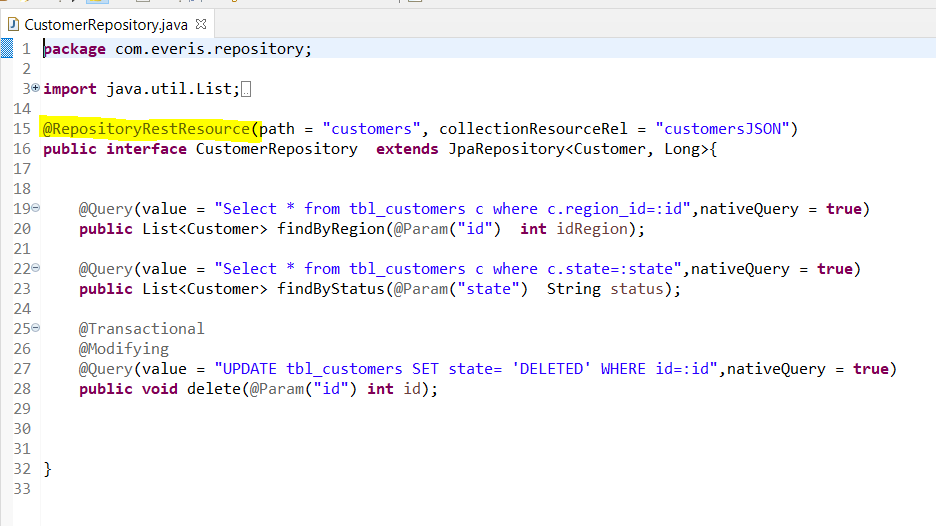 CustomerRepository.java
1 package com.everis.repository;
2
3 import java.util.List;
14
15 @RepositoryRestResource(path = "customers", collectionResourceRel = "customersJSON")
16 public interface CustomerRepository  extends JpaRepository<Customer, Long>{
17
18
19     @Query(value = "Select * from tbl_customers c where c.region_id=:id",nativeQuery = true)
20     public List<Customer> findByRegion(@Param("id")  int idRegion);
21
22     @Query(value = "Select * from tbl_customers c where c.state=:state",nativeQuery = true)
23     public List<Customer> findByStatus(@Param("state")  String status);
24
25     @Transactional
26     @Modifying
27     @Query(value = "UPDATE tbl_customers SET state= 'DELETED' WHERE id=:id",nativeQuery = true)
28     public void delete(@Param("id") int id);
29
30
31
32 }
33